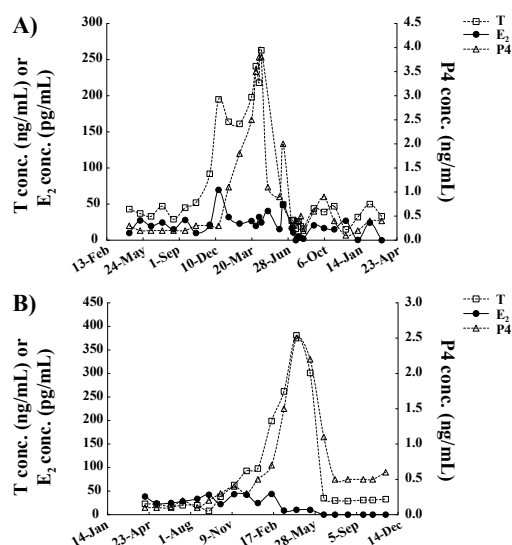 A)
T conc. (ng/mL) or
E₂ conc. (pg/mL)
300
250
200
150
100
50
0
4.5
4.0
3.5
3.0
2.5
2.0
1.5
1.0
0.5
0.0
P4 conc. (ng/mL)
T
E₂
P4
13-Feb 24-May 1-Sep 10-Dec 20-Mar 28-Jun 6-Oct 14-Jan 23-Apr
B)
T conc. (ng/mL) or
E₂ conc. (pg/mL)
450
400
350
300
250
200
150
100
50
0
3.0
2.5
2.0
1.5
1.0
0.5
0.0
P4 conc. (ng/mL)
T
E₂
P4
14-Jan 23-Apr 1-Aug 9-Nov 17-Feb 28-May 5-Sep 14-Dec